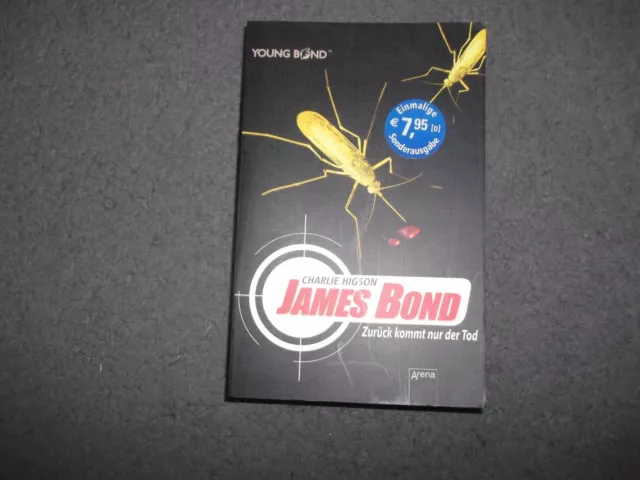 YOUNG BOND™
Einmalige
€ 7,95 [D]
Sonderausgabe
CHARLIE HIGSON
JAMES BOND
Zurück kommt nur der Tod
Arena